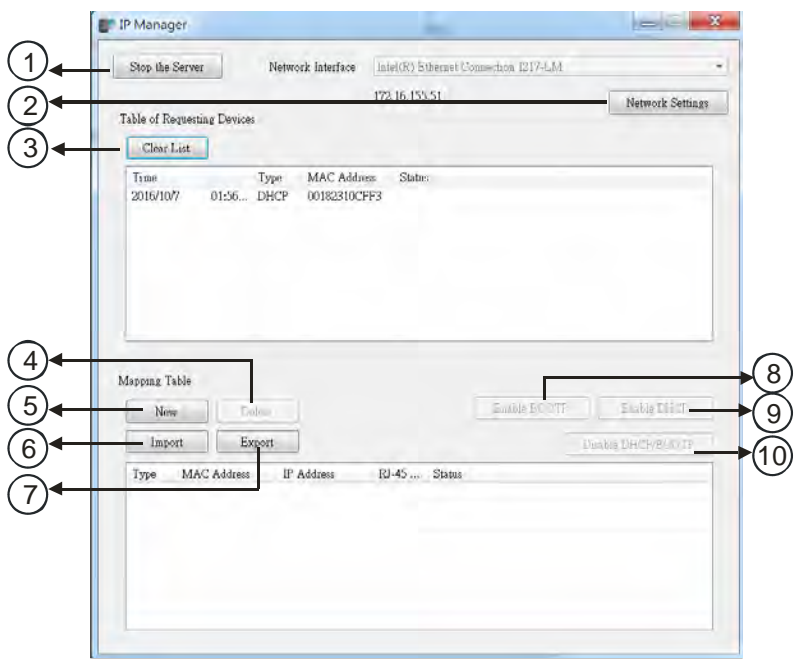 IP Manager
1 Stop the Server Network Interface Intel(R) Ethernet Connection I217-LM
2 172.16.155.51 Network Settings
Table of Requesting Devices
3 Clear List
Time Type MAC Address Status
2016/10/7 01:56... DHCP 00182310CFF3
4
Mapping Table 8
5 New Delete Enable BOOTP Enable DHCP 9
6 Import Export Disable DHCP/BOOTP 10
7 Type MAC Address IP Address RJ-45 ... Status